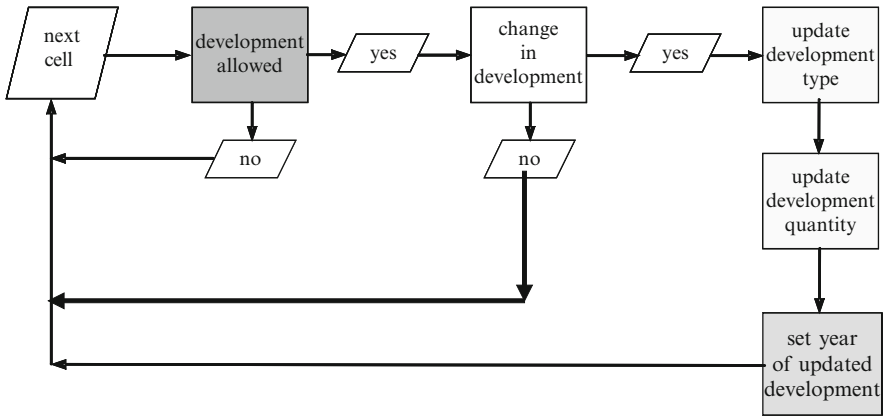 next
cell
development
allowed
yes
change
in
development
yes
update
development
type
no
no
update
development
quantity
set year
of updated
development